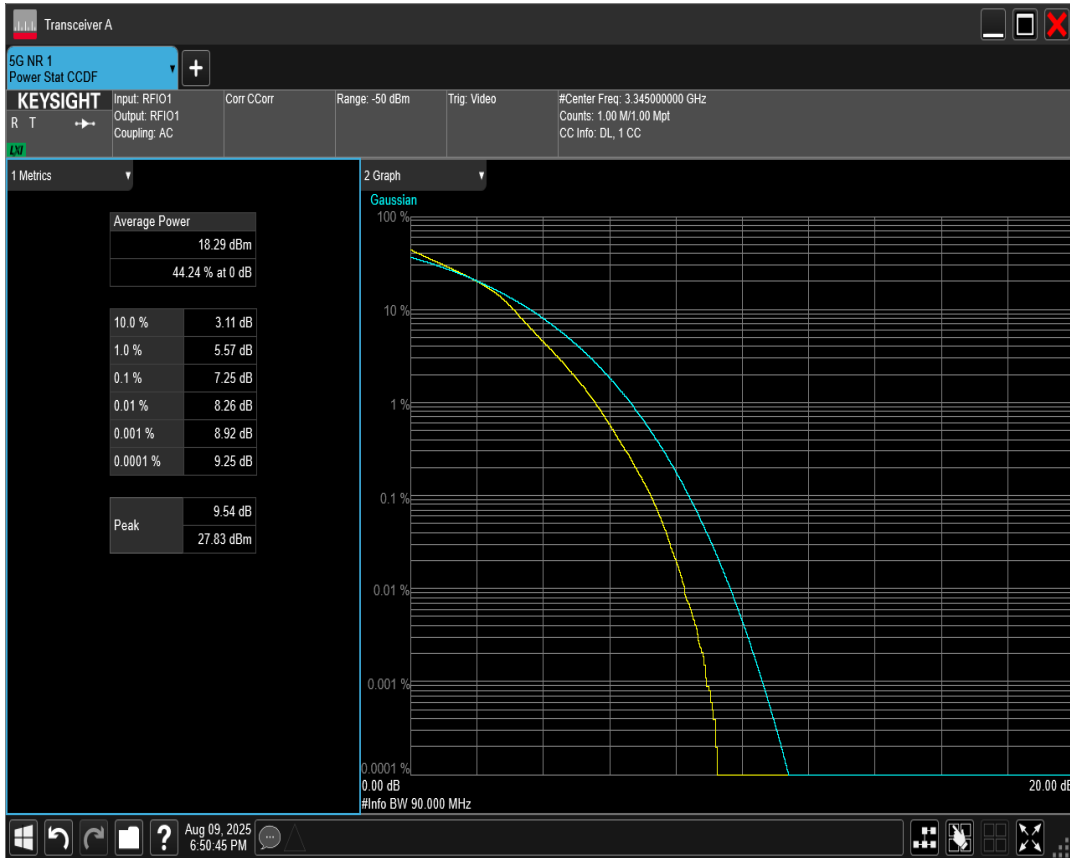 Transceiver A
5G NR 1
Power Stat CCDF
KEYSIGHT
R T
LXI
Input: RFIO1
Output: RFIO1
Coupling: AC
Corr CCorr
Range: -50 dBm
Trig: Video
#Center Freq: 3.345000000 GHz
Counts: 1.00 M/1.00 Mpt
CC Info: DL, 1 CC
1 Metrics
Average Power
18.29 dBm
44.24 % at 0 dB
10.0 % 3.11 dB
1.0 % 5.57 dB
0.1 % 7.25 dB
0.01 % 8.26 dB
0.001 % 8.92 dB
0.0001 % 9.25 dB
Peak
9.54 dB
27.83 dBm
2 Graph
Gaussian
100 %
10 %
1 %
0.1 %
0.01 %
0.001 %
0.0001 %
0.00 dB
20.00 dB
#Info BW 90.000 MHz
?
Aug 09, 2025
6:50:45 PM